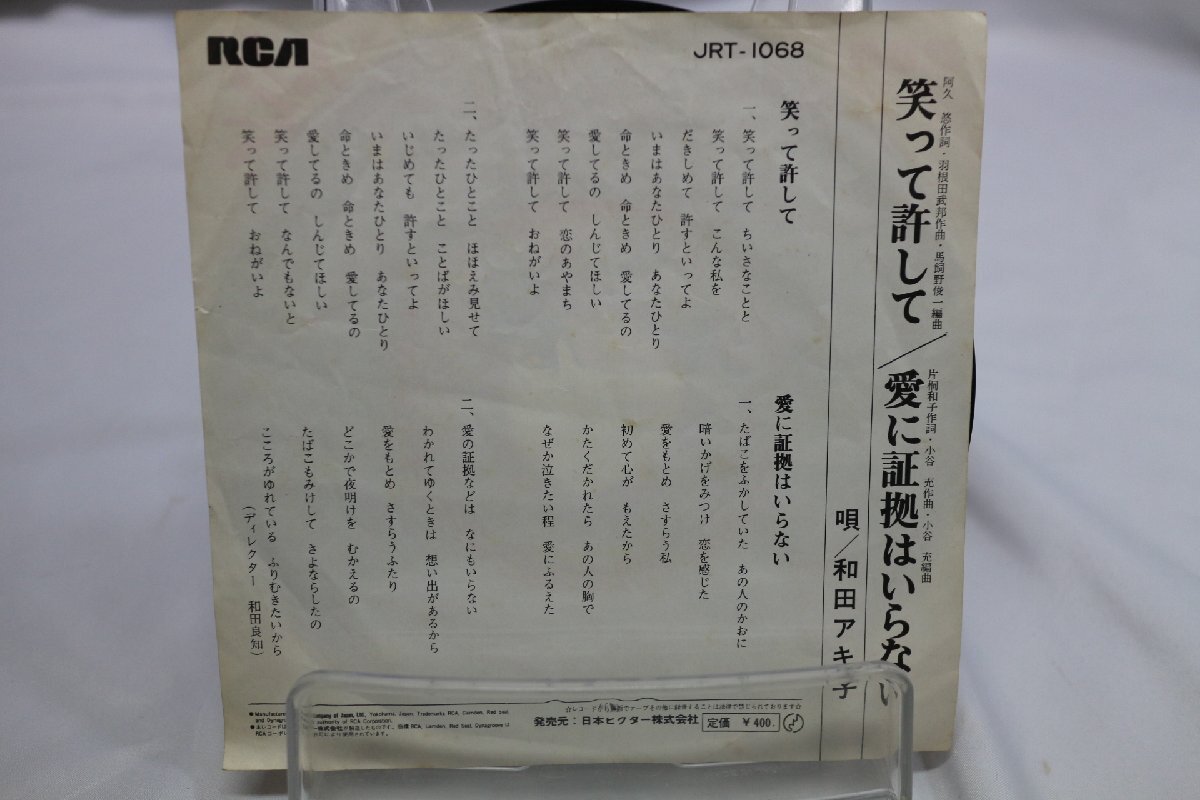 RCA
JRT-1068
阿久 悠作詞・羽根田武邦作曲・馬飼野俊一編曲
笑って許して／愛に証拠はいらない
片桐和子作詞・小谷 充作曲・小谷 充編曲
唄／和田アキ子
笑って許して
一、笑って許して ちいさなことと
笑って許して こんな私を
だきしめて 許すといってよ
いまはあなたひとり あなたひとり
命ときめ 命ときめ 愛してるの
愛してるの しんじてほしい
笑って許して 恋のあやまち
笑って許して おねがいよ
二、たったひとこと ほほえみ見せて
たったひとこと ことばがほしい
いじめても 許すといってよ
いまはあなたひとり あなたひとり
命ときめ 命ときめ 愛してるの
愛してるの しんじてほしい
笑って許して なんでもないと
笑って許して おねがいよ
愛に証拠はいらない
一、たばこをふかしていた あの人のかおに
暗いかげをみつけ 恋を感じた
愛をもとめ さすらう私
初めて心が もえたから
かたくだかれたら あの人の胸で
なぜか泣きたい程 愛にふるえた
二、愛の証拠などは なにもいらない
わかれてゆくときは 想い出があるから
愛をもとめ さすらうふたり
どこかで夜明けを むかえるの
たばこもみけして さよならしたの
こころがゆれている ふりむきたいから
（ディレクター 和田良知）
Company of Japan, Ltd., Yokohama, Japan. Trademarks, RCA, Camden, Red Seal,
authority of RCA Corporation.
発売元：日本ビクター株式会社 定価 ￥400.